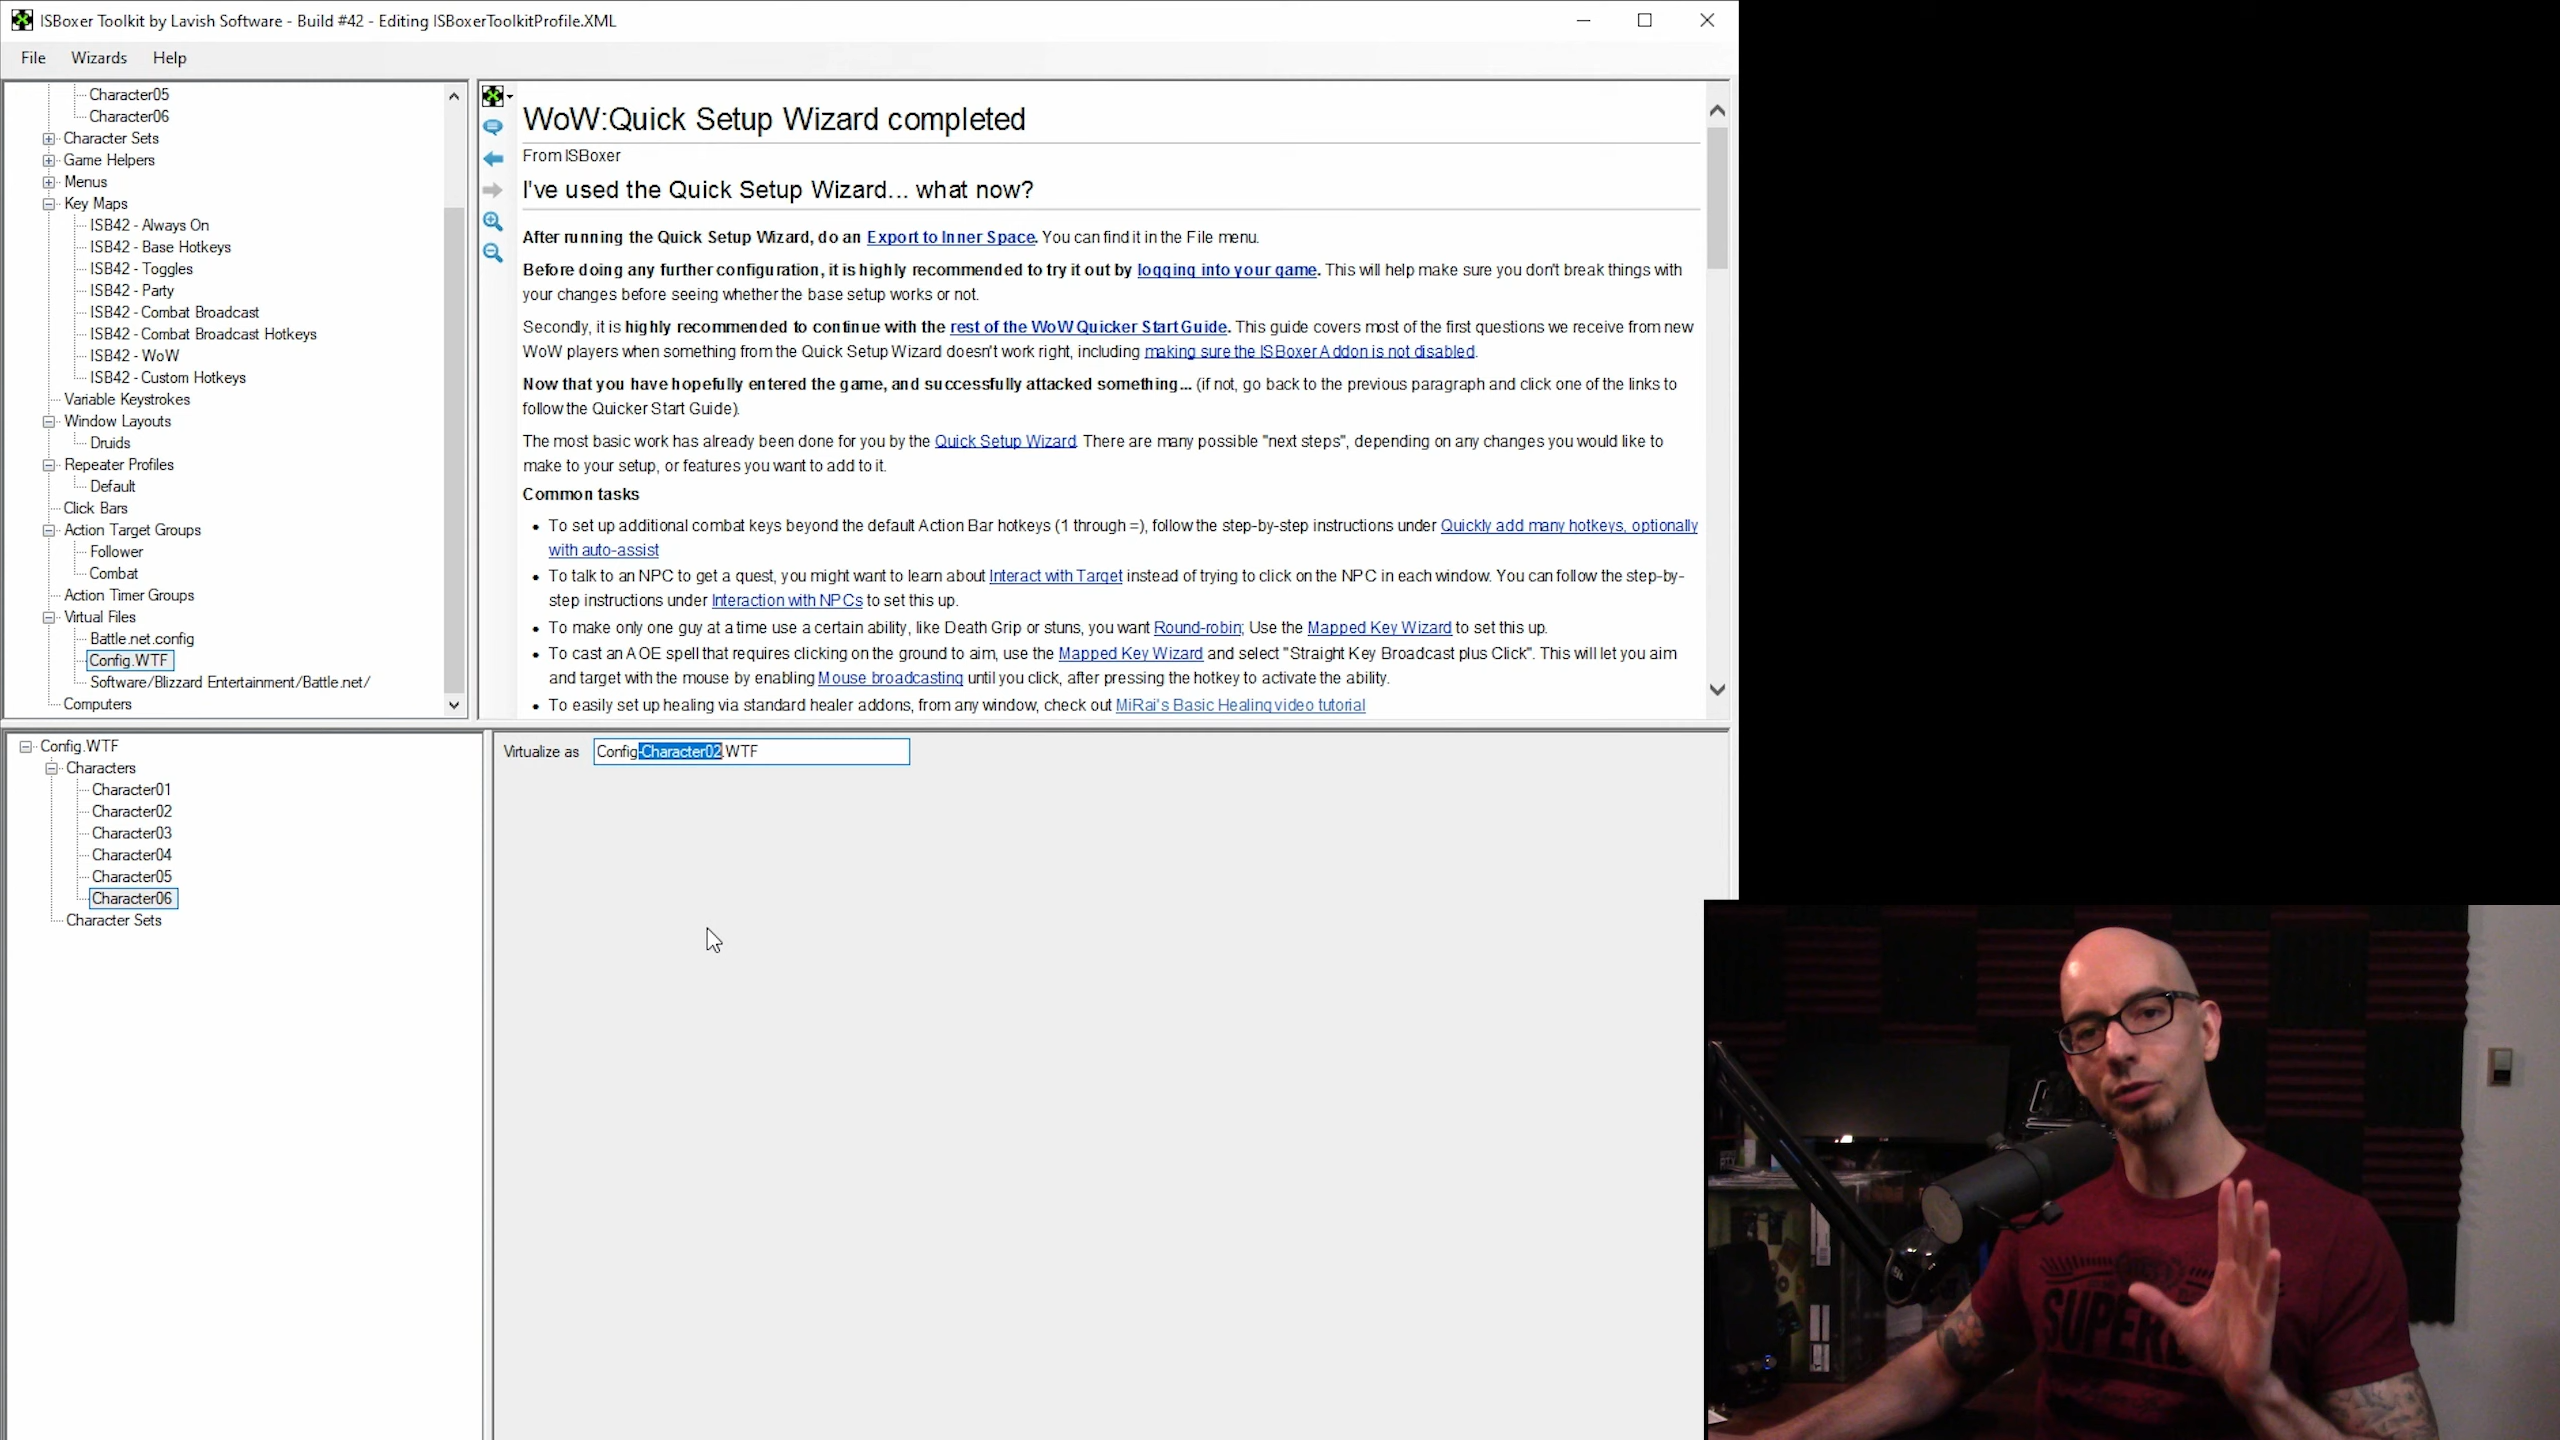 ISBoxer Toolkit by Lavish Software - Build #42 - Editing ISBoxerToolkitProfile.XML
File Wizards Help
Character05
Character06
Character Sets
Game Helpers
Menus
Key Maps
ISB42 - Always On
ISB42 - Base Hotkeys
ISB42 - Toggles
ISB42 - Party
ISB42 - Combat Broadcast
ISB42 - Combat Broadcast Hotkeys
ISB42 - WoW
ISB42 - Custom Hotkeys
Variable Keystrokes
Window Layouts
Druids
Repeater Profiles
Default
Click Bars
Action Target Groups
Follower
Combat
Action Timer Groups
Virtual Files
Battle.net.config
Config.WTF
Software/Blizzard Entertainment/Battle.net/
Computers
WoW:Quick Setup Wizard completed
From ISBoxer
I've used the Quick Setup Wizard... what now?
After running the Quick Setup Wizard, do an Export to Inner Space. You can find it in the File menu.
Before doing any further configuration, it is highly recommended to try it out by logging into your game. This will help make sure you don't break things with
your changes before seeing whether the base setup works or not.
Secondly, it is highly recommended to continue with the rest of the WoW Quicker Start Guide. This guide covers most of the first questions we receive from new
WoW players when something from the Quick Setup Wizard doesn't work right, including making sure the ISBoxer Addon is not disabled.
Now that you have hopefully entered the game, and successfully attacked something... (if not, go back to the previous paragraph and click one of the links to
follow the Quicker Start Guide).
The most basic work has already been done for you by the Quick Setup Wizard. There are many possible "next steps", depending on any changes you would like to
make to your setup, or features you want to add to it.
Common tasks
• To set up additional combat keys beyond the default Action Bar hotkeys (1 through =), follow the step-by-step instructions under Quickly add many hotkeys, optionally
with auto-assist
• To talk to an NPC to get a quest, you might want to learn about Interact with Target instead of trying to click on the NPC in each window. You can follow the step-by-
step instructions under Interaction with NPCs to set this up.
• To make only one guy at a time use a certain ability, like Death Grip or stuns, you want Round-robin; Use the Mapped Key Wizard to set this up.
• To cast an AOE spell that requires clicking on the ground to aim, use the Mapped Key Wizard and select "Straight Key Broadcast plus Click". This will let you aim
and target with the mouse by enabling Mouse broadcasting until you click, after pressing the hotkey to activate the ability.
• To easily set up healing via standard healer addons, from any window, check out MiRai's Basic Healing video tutorial
Config.WTF
Characters
Character01
Character02
Character03
Character04
Character05
Character06
Character Sets
Virtualize as Config-Character02.WTF